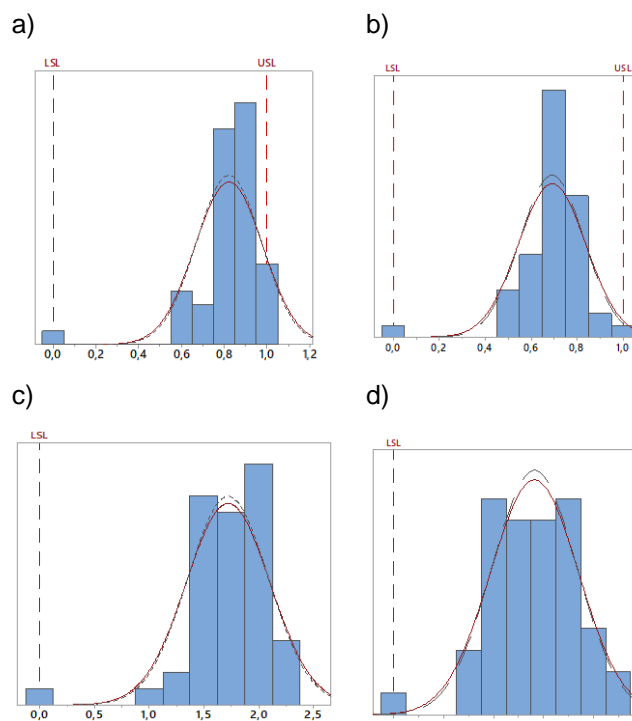 a)
LSL USL
0,0 0,2 0,4 0,6 0,8 1,0 1,2
b)
LSL USL
0,0 0,2 0,4 0,6 0,8 1,0
c)
LSL
0,0 0,5 1,0 1,5 2,0 2,5
d)
LSL